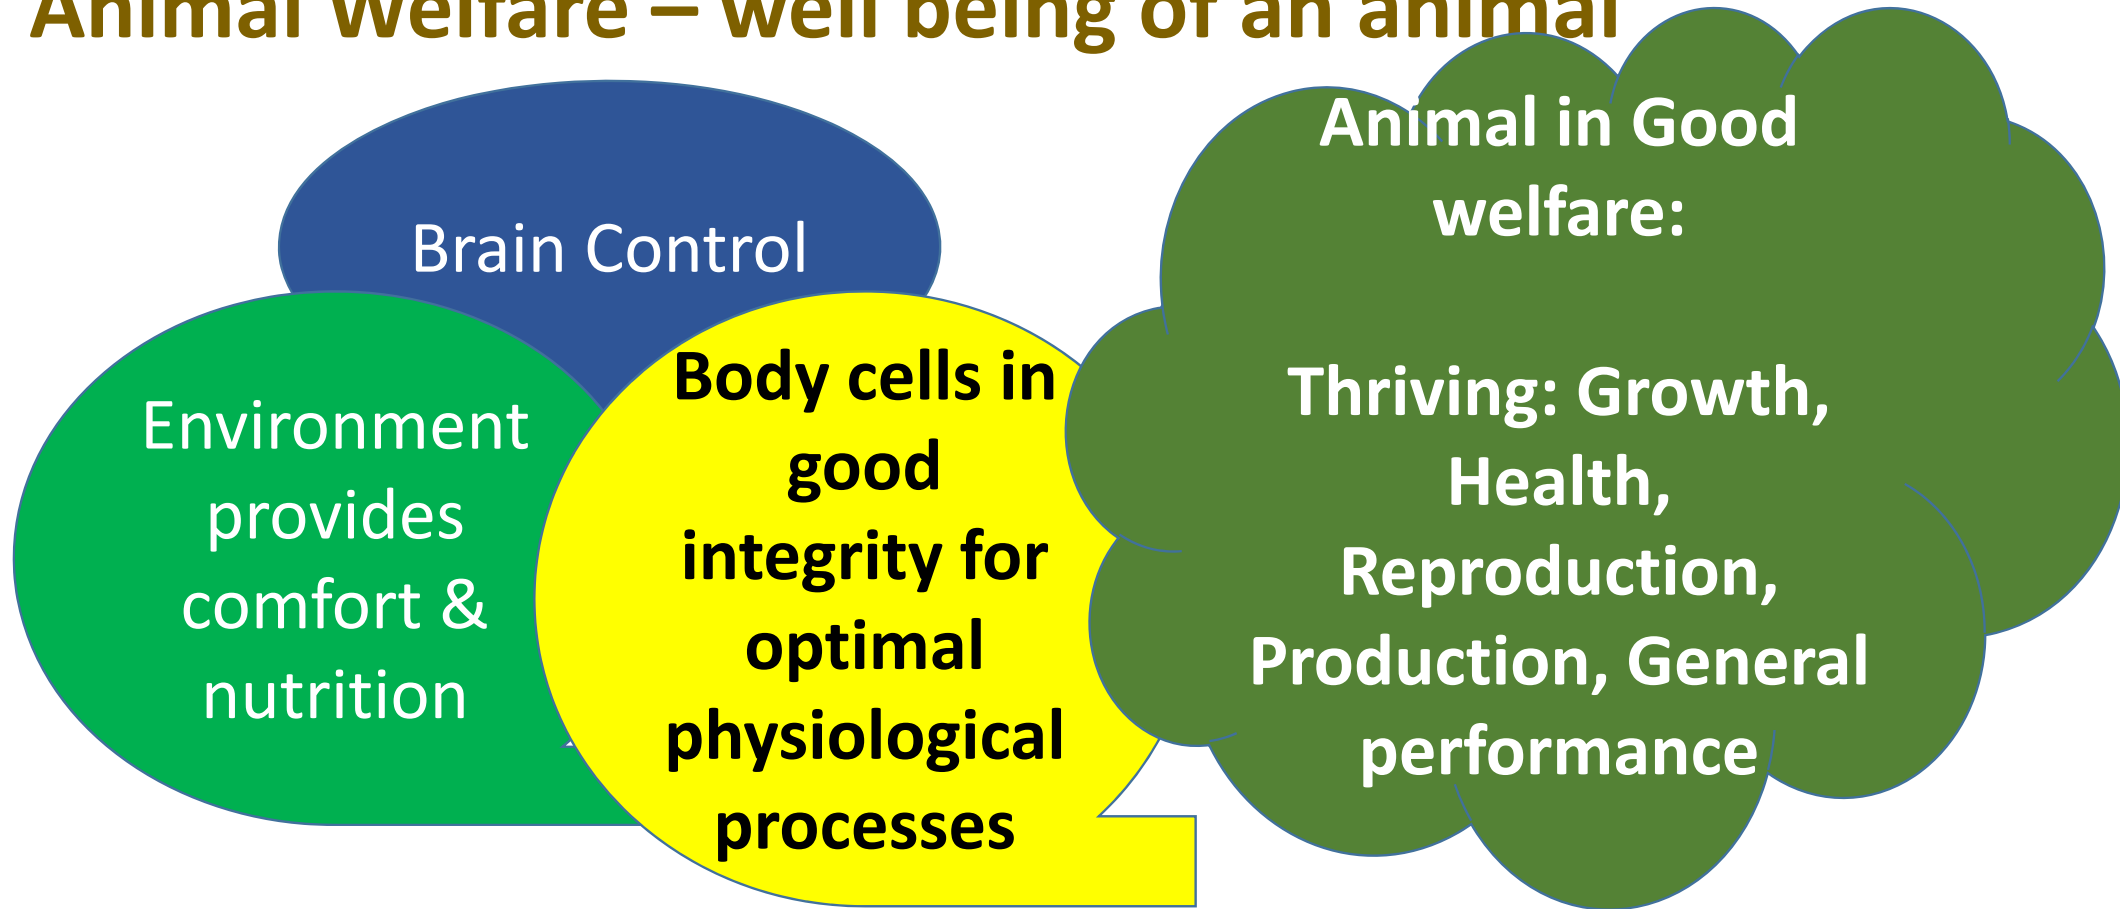 Animal Welfare – well being of an animal
Brain Control
Environment
provides
comfort &
nutrition
Body cells in
good
integrity for
optimal
physiological
processes
Animal in Good
welfare:
Thriving: Growth,
Health,
Reproduction,
Production, General
performance